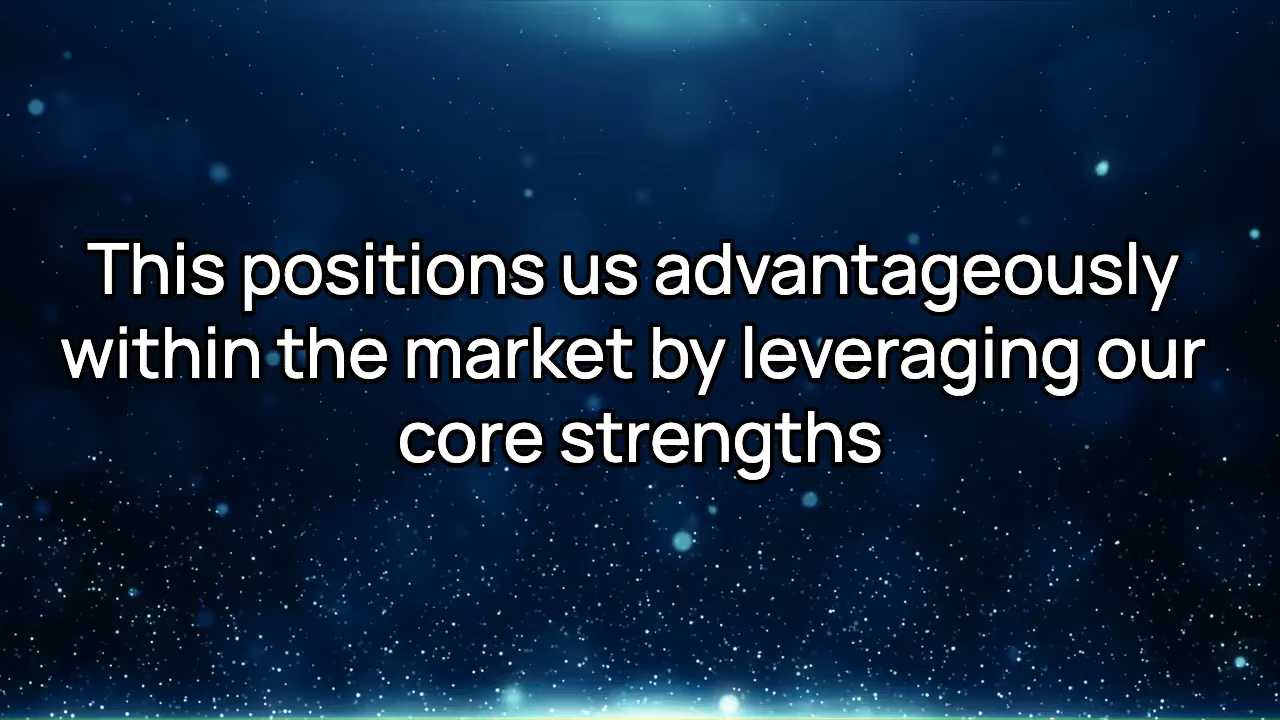 This positions us advantageously
within the market by leveraging our
core strengths